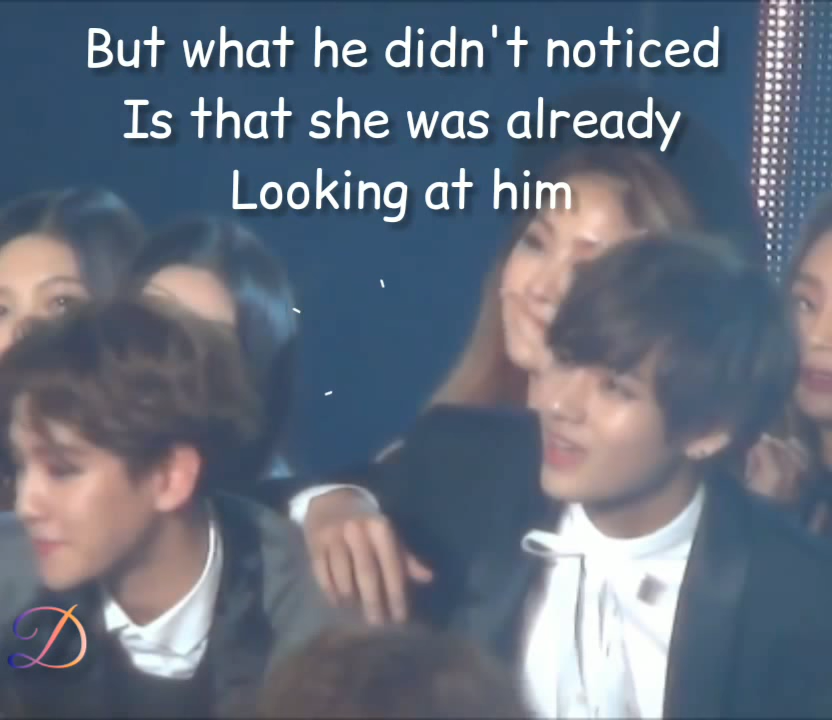 But what he didn't noticed
Is that she was already
Looking at him
D